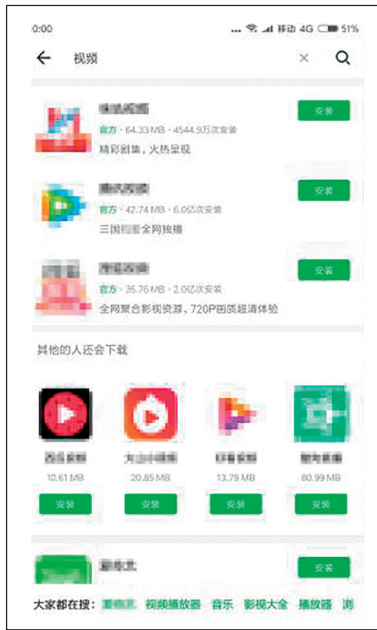 0:00 ... 移动 4G 51%
视频
官方 · 64.33 MB · 4544.9万次安装
安装
精彩剧集，火热呈现
官方 · 42.74 MB · 6.0亿次安装
安装
三国 全网独播
官方 · 35.76 MB · 2.0亿次安装
安装
全网聚合影视资源，720P画质超清体验
其他的人还会下载
10.61 MB 20.85 MB 13.79 MB 80.99 MB
安装 安装 安装 安装
安装
大家都在搜： 视频播放器 音乐 影视大全 播放器 浏